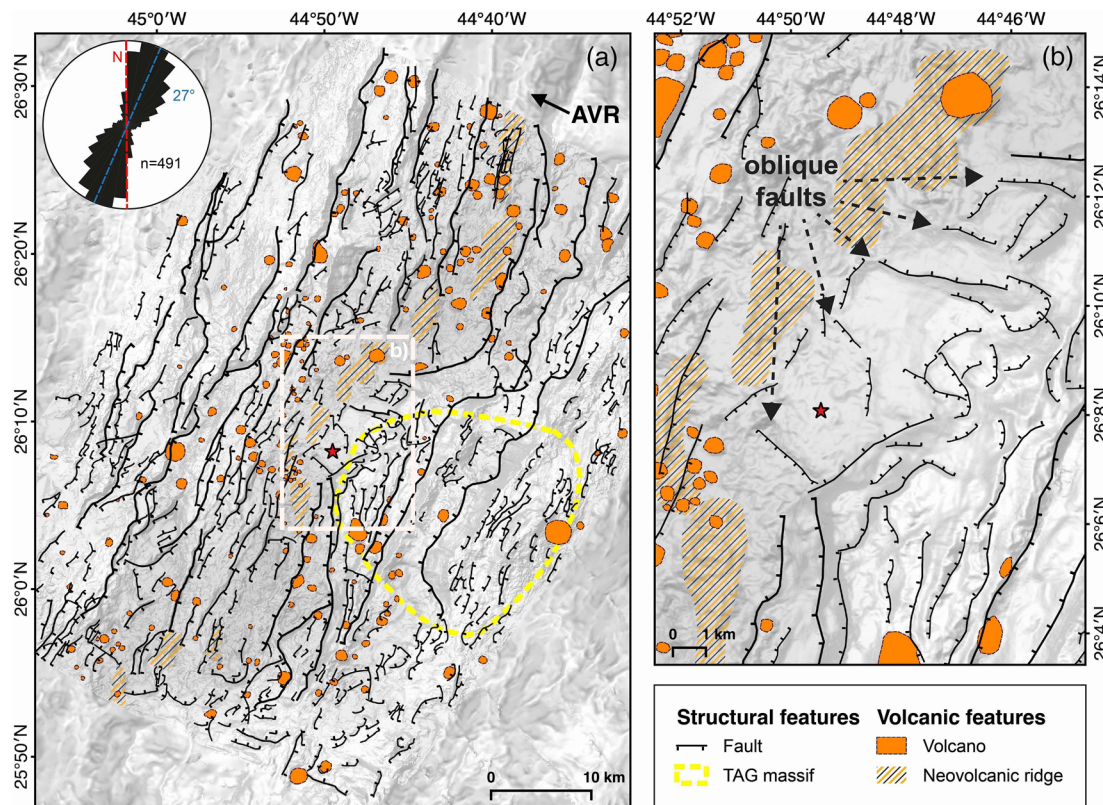 45°0'N 44°50'N 44°40'N
44°52'N 44°50'N 44°48'N 44°46'N
26°30'N
26°20'N
26°10'N
26°0'N
25°50'N
N
27°
n=491
(a)
AVR
b)
0 10 km
(b)
oblique
faults
0 1 km
26°14'N
26°12'N
26°10'N
26°8'N
26°6'N
26°4'N
Structural features
Fault
TAG massif
Volcanic features
Volcano
Neovolcanic ridge